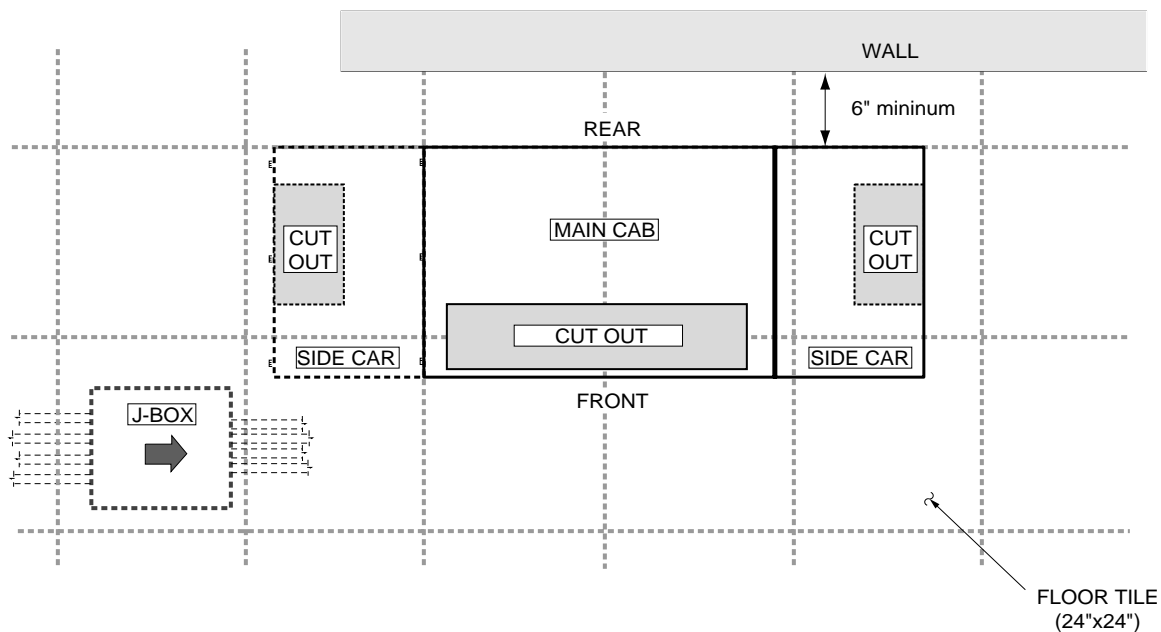 WALL
6" mininum
REAR
MAIN CAB
CUT
OUT
CUT
OUT
CUT OUT
SIDE CAR
SIDE CAR
FRONT
J-BOX
FLOOR TILE
(24"x24")